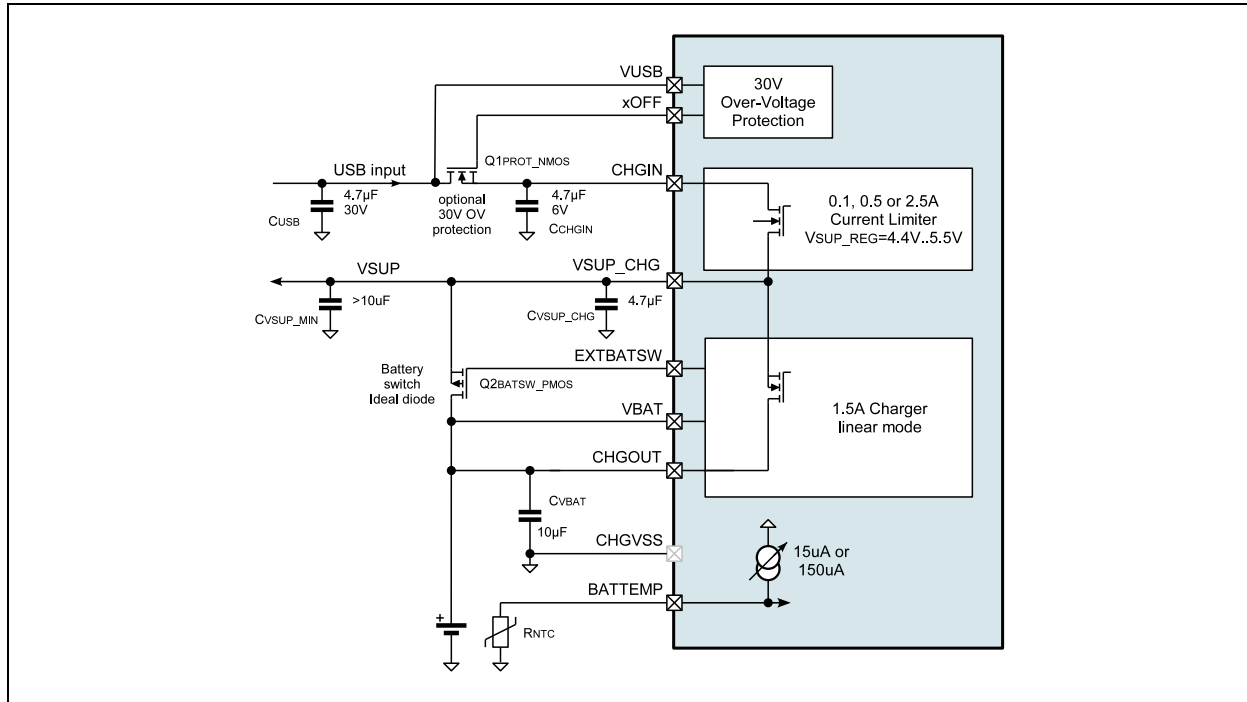 VUSB
xOFF
30V
Over-Voltage
Protection
USB input
Q1PROT_NMOS
CHGIN
4.7µF
30V
CUSB
optional
30V OV
protection
4.7µF
6V
CCHGIN
0.1, 0.5 or 2.5A
Current Limiter
VSUP_REG=4.4V..5.5V
VSUP
VSUP_CHG
>10uF
CVSUP_MIN
4.7µF
CVSUP_CHG
EXTBATSW
Battery
switch
Ideal diode
Q2BATSW_PMOS
VBAT
1.5A Charger
linear mode
CHGOUT
CVBAT
10µF
CHGVSS
15uA or
150uA
BATTEMP
+
RNTC